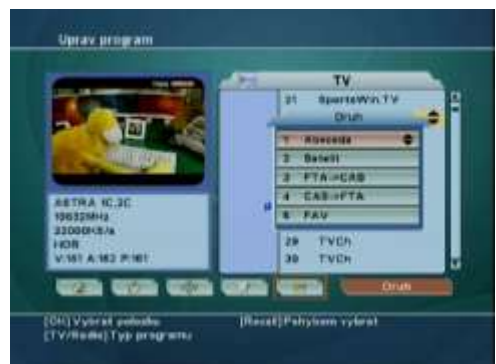 Uprav program
TV
21 SportsWin.TV
Druh
1 Abeceda
2 Satelit
3 FTA->CAS
4 CAS->FTA
5 FAV
29 TVCh
30 TVCh
ASTRA 1C,2C
10832MHz
22000KS/s
HOR
V:161 A:162 P:161
Druh
[OK] Vybrat polozku
[Recall] Pohybem vybrat
[TV/Radio] Typ programu